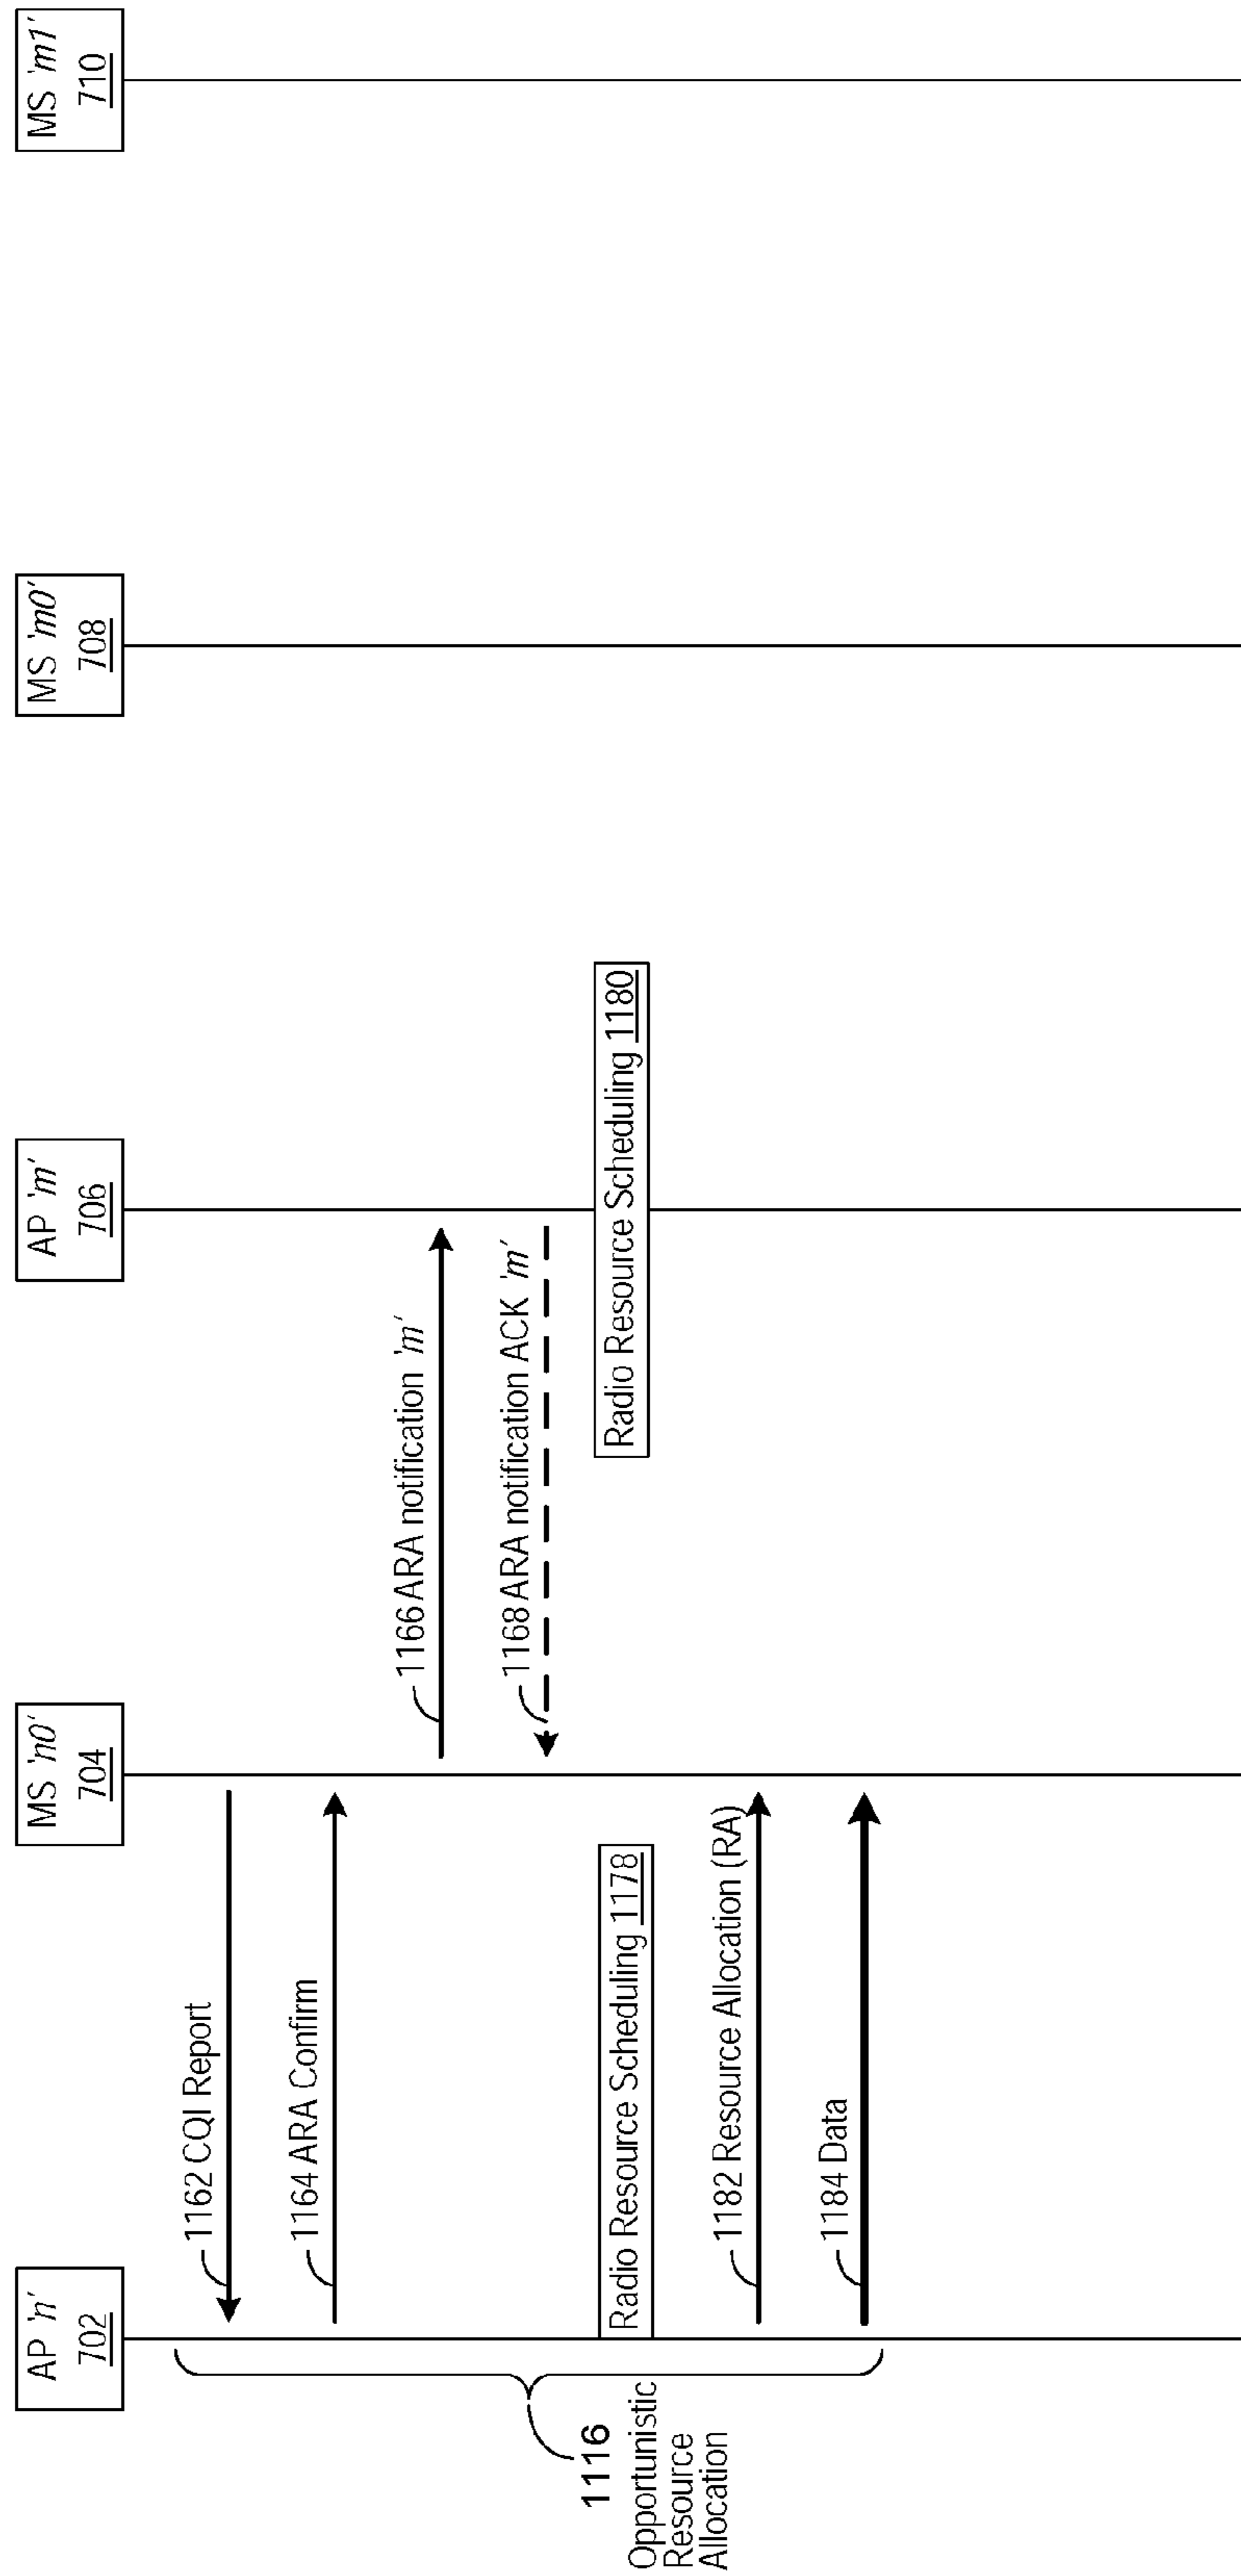 AP 'n'
702
MS 'n0'
704
AP 'm'
706
MS 'm0'
708
MS 'm1'
710
1162 CQI Report
1164 ARA Confirm
1166 ARA notification 'm'
1168 ARA notification ACK 'm'
Radio Resource Scheduling 1178
Radio Resource Scheduling 1180
1182 Resource Allocation (RA)
1184 Data
1116
Opportunistic
Resource
Allocation